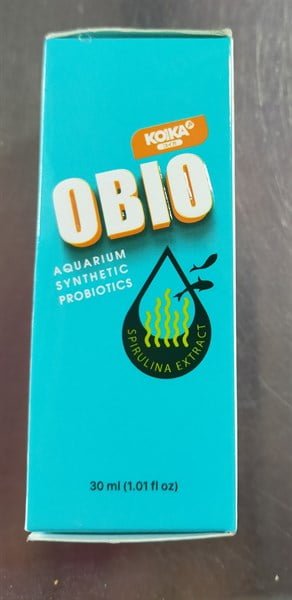 KOIKA
OBIO
AQUARIUM
SYNTHETIC
PROBIOTICS
SPIRULINA EXTRACT
30 ml (1.01 fl oz)